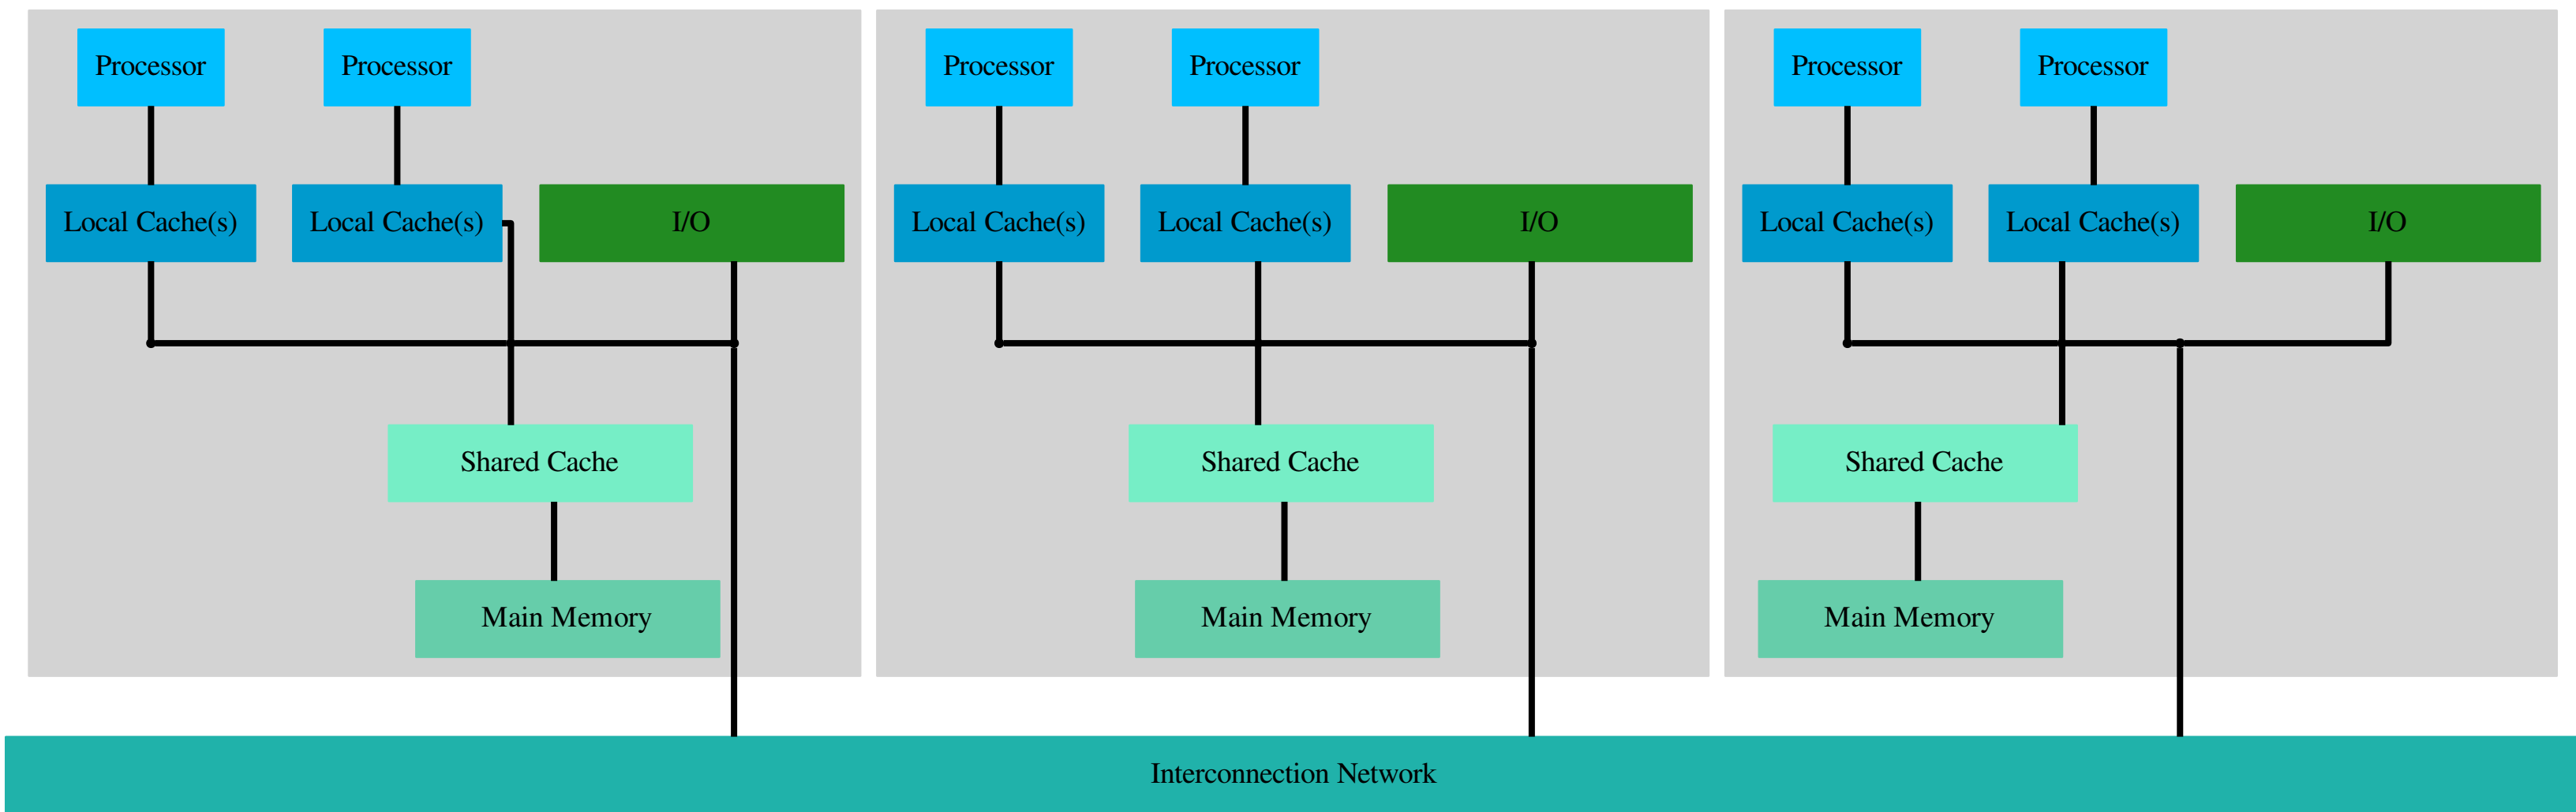 Processor
Processor
Processor
Processor
Processor
Processor
Local Cache(s)
Local Cache(s)
I/O
Local Cache(s)
Local Cache(s)
I/O
Local Cache(s)
Local Cache(s)
I/O
Shared Cache
Shared Cache
Shared Cache
Main Memory
Main Memory
Main Memory
Interconnection Network